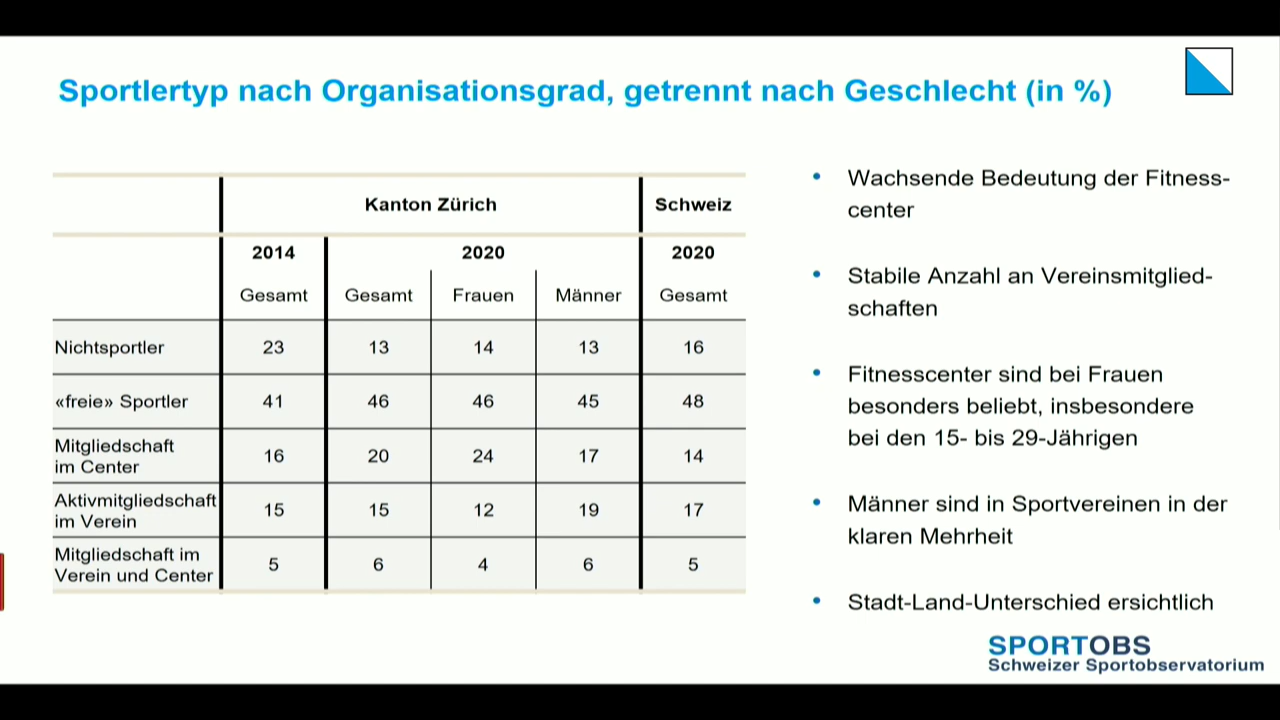 Sportlertyp nach Organisationsgrad, getrennt nach Geschlecht (in %)
Kanton Zürich Schweiz
2014 2020 2020
Gesamt Gesamt Frauen Männer Gesamt
Nichtsportler 23 13 14 13 16
«freie» Sportler 41 46 46 45 48
Mitgliedschaft
im Center 16 20 24 17 14
Aktivmitgliedschaft
im Verein 15 15 12 19 17
Mitgliedschaft im
Verein und Center 5 6 4 6 5
• Wachsende Bedeutung der Fitness-
center
• Stabile Anzahl an Vereinsmitglied-
schaften
• Fitnesscenter sind bei Frauen
besonders beliebt, insbesondere
bei den 15- bis 29-Jährigen
• Männer sind in Sportvereinen in der
klaren Mehrheit
• Stadt-Land-Unterschied ersichtlich
SPORTOBS
Schweizer Sportobservatorium